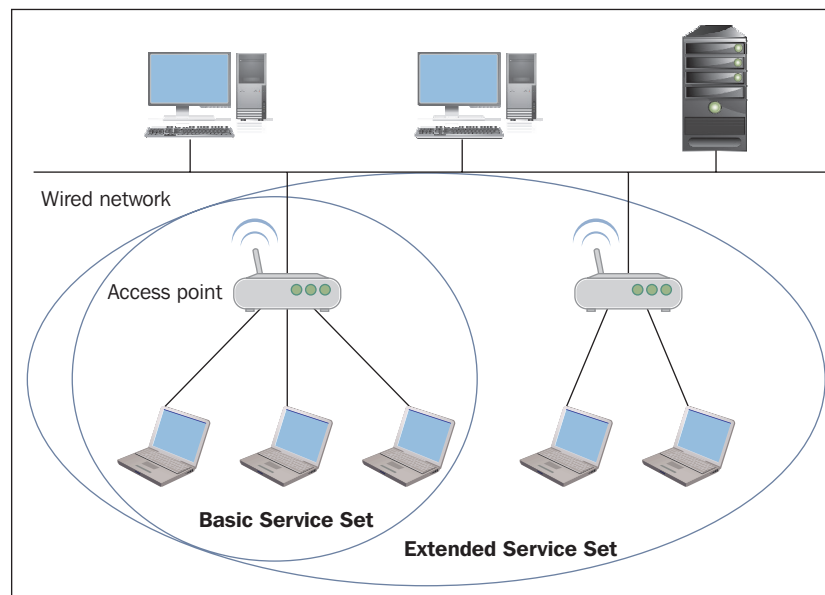 Wired network
Access point
Basic Service Set
Extended Service Set